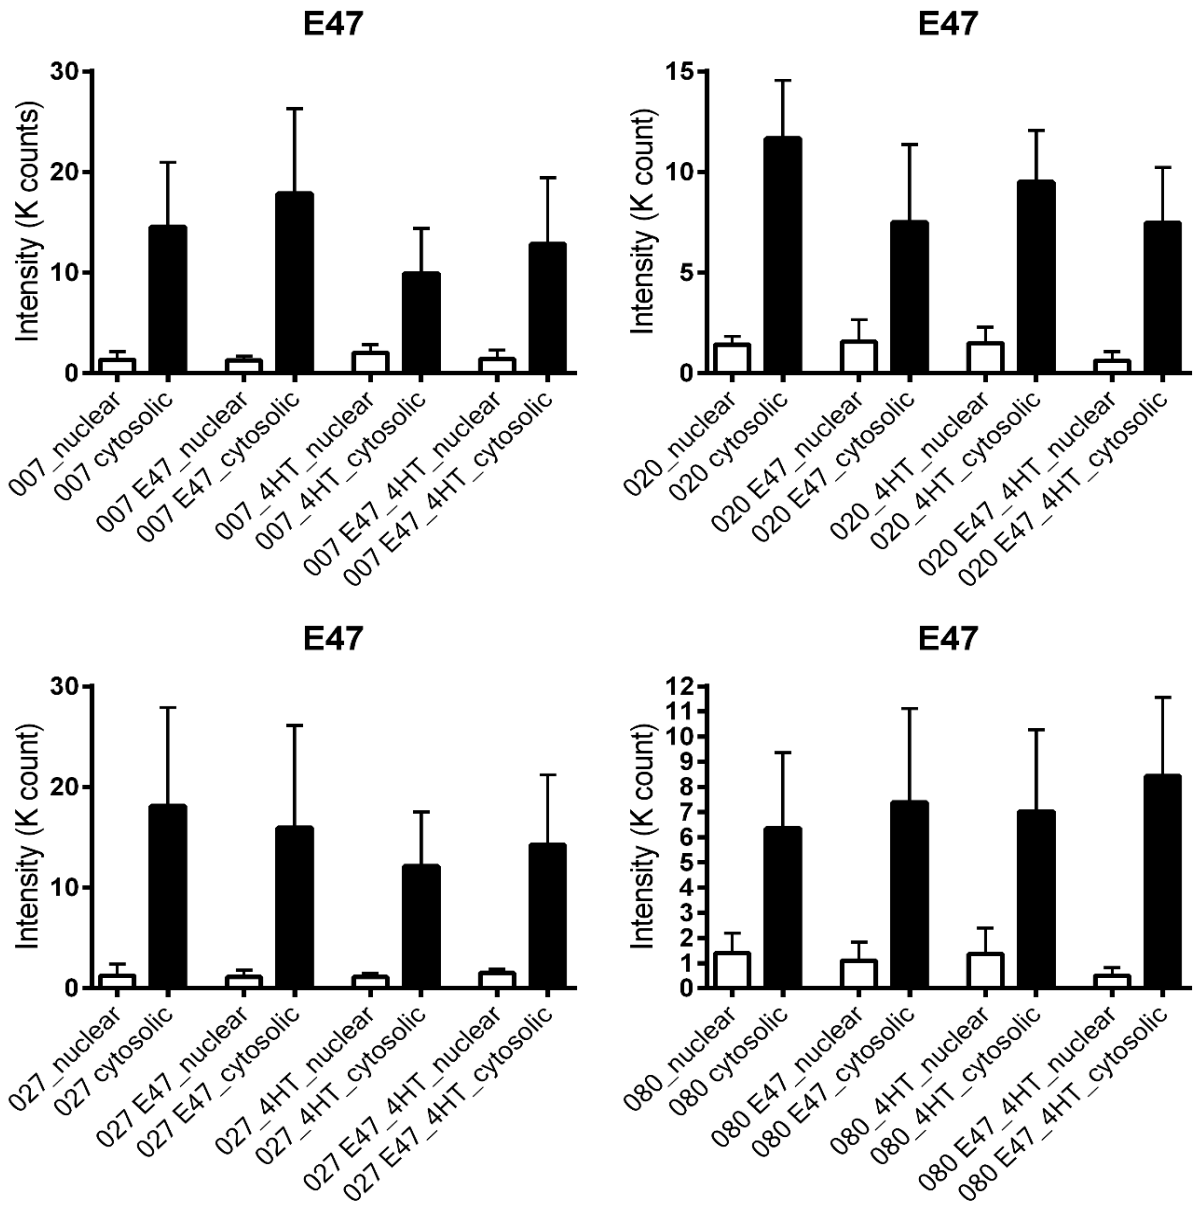 E47
Intensity (K counts)
30
20
10
0
007_nuclear
007 cytosolic
007 E47_nuclear
007 E47_cytosolic
007_4HT_nuclear
007_4HT_cytosolic
007 E47_4HT_nuclear
007 E47_4HT_cytosolic
E47
Intensity (K count)
15
10
5
0
020_nuclear
020 cytosolic
020 E47_nuclear
020 E47_cytosolic
020_4HT_nuclear
020_4HT_cytosolic
020 E47_4HT_nuclear
020 E47_4HT_cytosolic
E47
Intensity (K count)
30
20
10
0
027_nuclear
027 cytosolic
027 E47_nuclear
027 E47_cytosolic
027_4HT_nuclear
027_4HT_cytosolic
027 E47_4HT_nuclear
027 E47_4HT_cytosolic
E47
Intensity (K count)
12
11
10
9
8
7
6
5
4
3
2
1
0
080_nuclear
080 cytosolic
080 E47_nuclear
080 E47_cytosolic
080_4HT_nuclear
080_4HT_cytosolic
080 E47_4HT_nuclear
080 E47_4HT_cytosolic